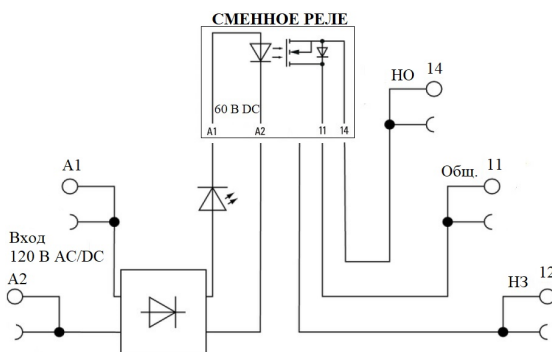 СМЕННОЕ РЕЛЕ
60 В DC
A1 A2 11 14
НО 14
A1
Общ. 11
Вход
120 В AC/DC
A2
НЗ 12